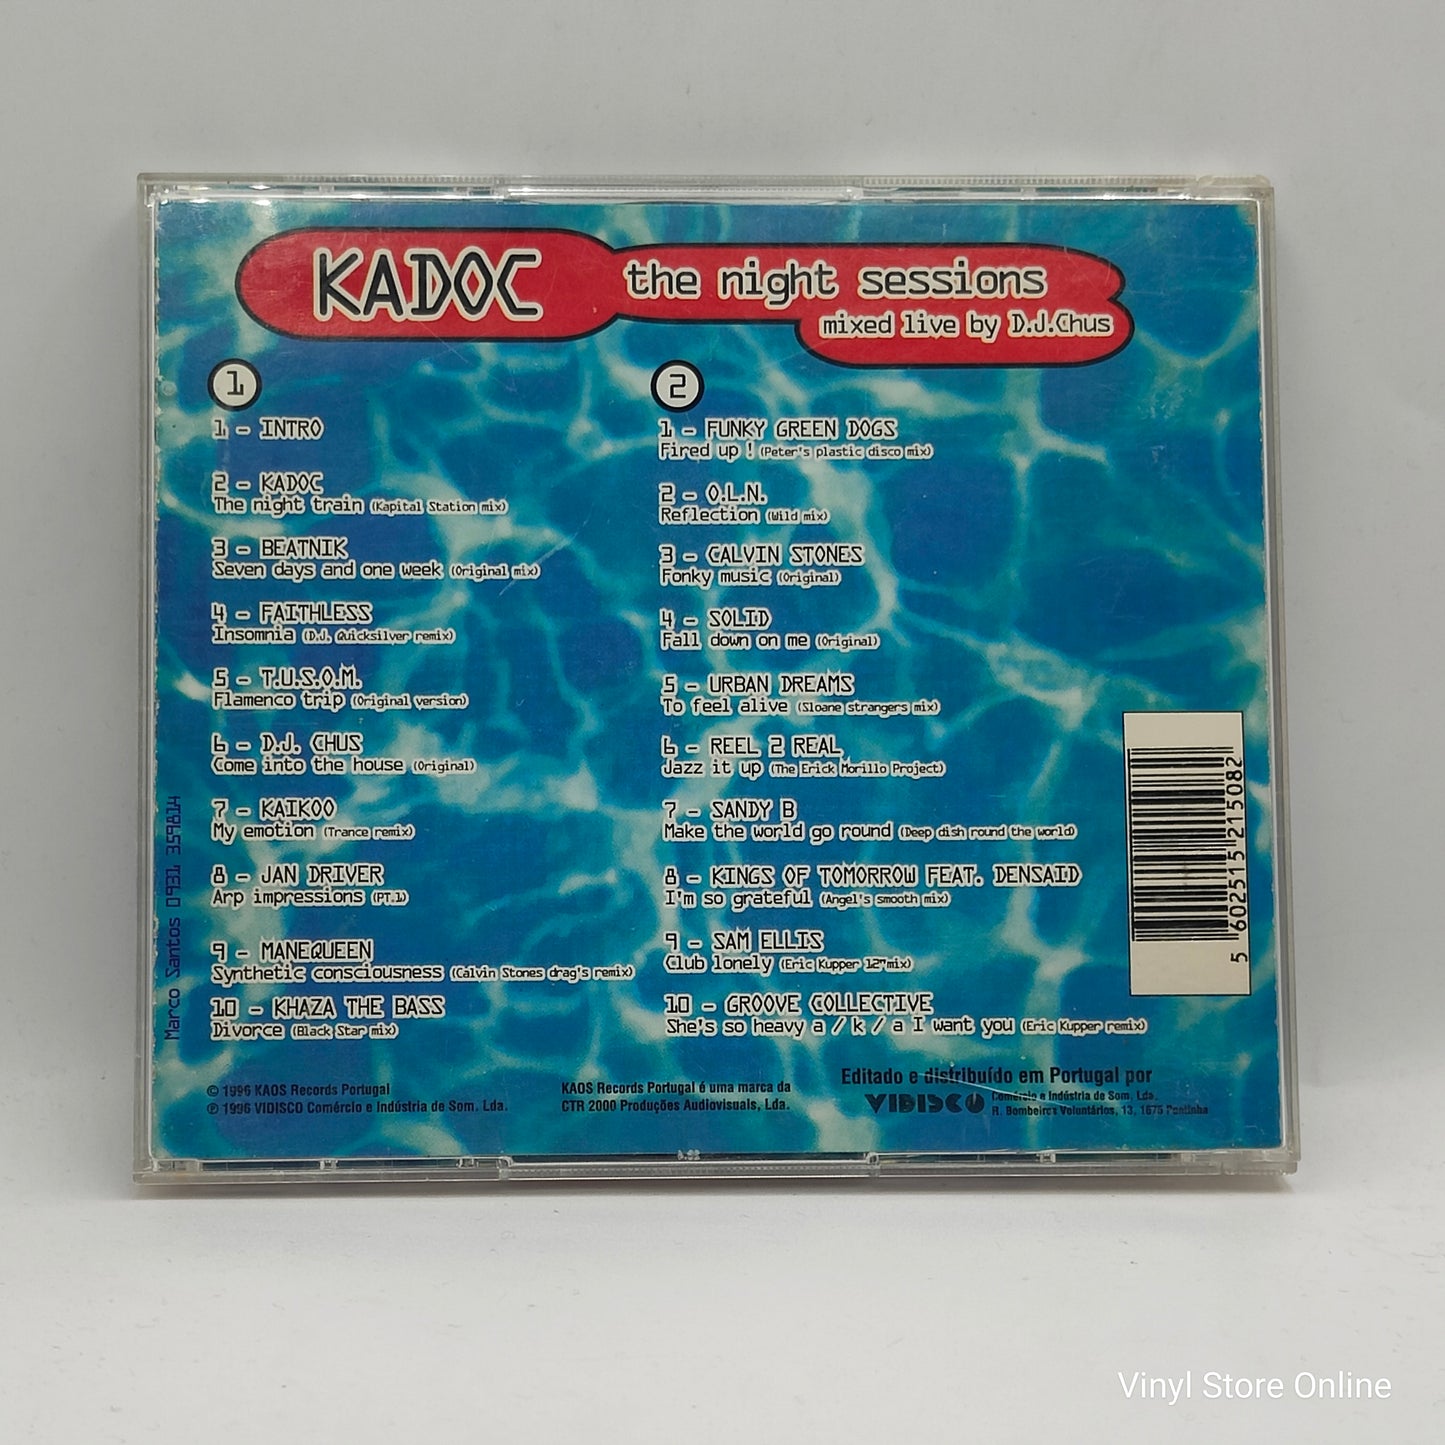 KADOC
the night sessions
mixed live by D.J.Chus
1
1 - INTRO
2 - KADOC
The night train (Kapital Station mix)
3 - BEATNIK
Seven days and one week (Original mix)
4 - FAITHLESS
Insomnia (D.J. Quicksilver remix)
5 - T.U.S.O.M.
Flamenco trip (Original version)
6 - D.J. CHUS
Come into the house (Original)
7 - KAIKOO
My emotion (Trance remix)
8 - JAN DRIVER
Arp impressions (PT.1)
9 - MANEQUEEN
Synthetic consciousness (Calvin Stones drag's remix)
10 - KHAZA THE BASS
Divorce (Black Star mix)
2
1 - FUNKY GREEN DOGS
Fired up ! (Peter's plastic disco mix)
2 - O.L.N.
Reflection (Wild mix)
3 - CALVIN STONES
Fonky music (Original)
4 - SOLID
Fall down on me (Original)
5 - URBAN DREAMS
To feel alive (Sloane strangers mix)
6 - REEL 2 REAL
Jazz it up (The Erick Morillo Project)
7 - SANDY B
Make the world go round (Deep dish round the world)
8 - KINGS OF TOMORROW FEAT. DENSAID
I'm so grateful (Angel's smooth mix)
9 - SAM ELLIS
Club lonely (Eric Kupper 12"mix)
10 - GROOVE COLLECTIVE
She's so heavy a / k / a I want you (Eric Kupper remix)
5 602515 215082
Marco Santos 0931 359814
© 1996 KAOS Records Portugal
℗ 1996 VIDISCO Comércio e Indústria de Som, Lda.
KAOS Records Portugal é uma marca da
CTR 2000 Produções Audiovisuais, Lda.
Editado e distribuído em Portugal por
VIDISCO
Comércio e Indústria de Som, Lda.
R. Bombeiros Voluntários, 13, 1675 Pontinha
Vinyl Store Online